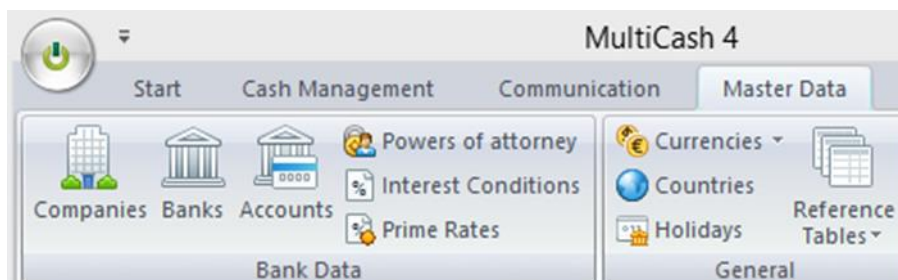 MultiCash 4
Start Cash Management Communication Master Data
Companies Banks Accounts
Powers of attorney
Interest Conditions
Prime Rates
Bank Data
Currencies
Countries
Holidays
Reference
Tables
General